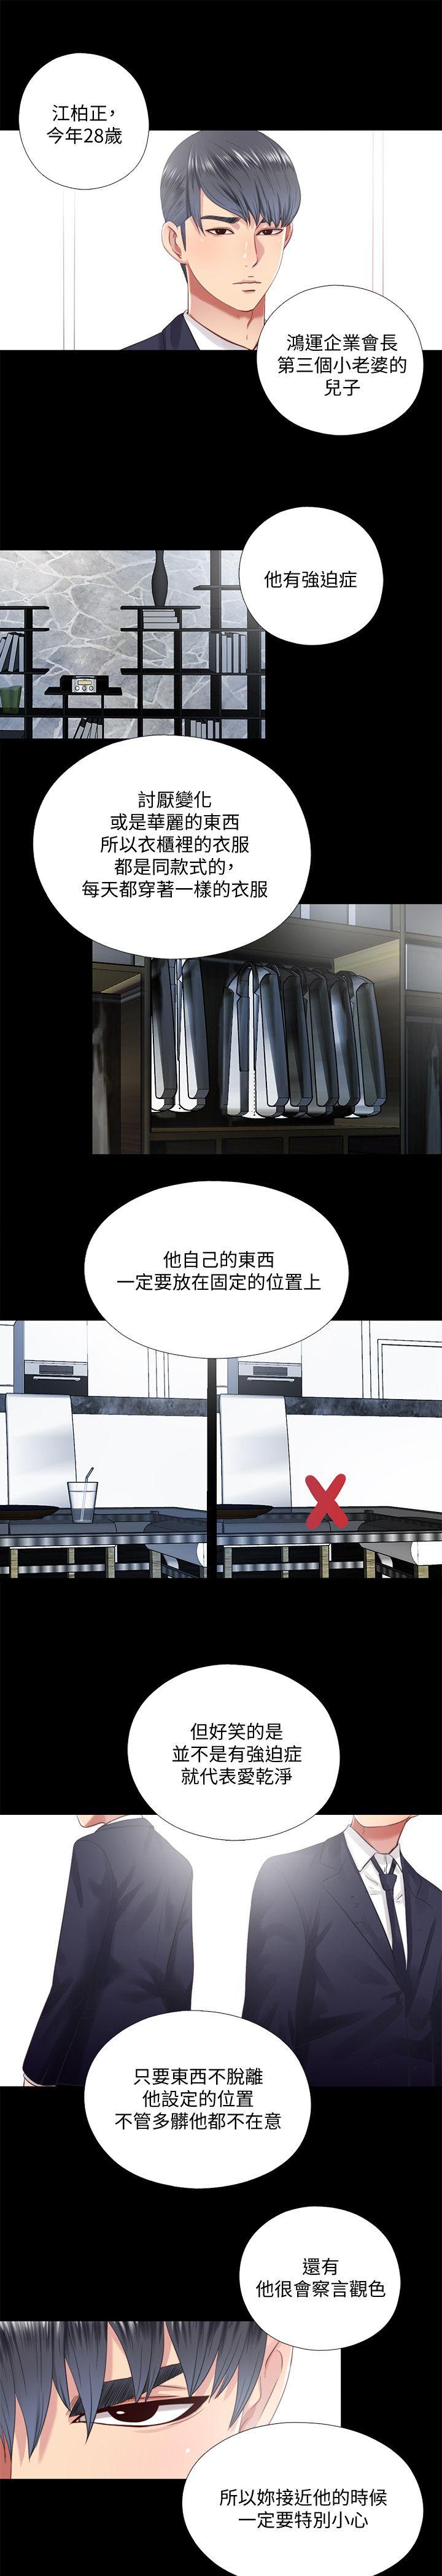 江柏正，
今年28歲
鴻運企業會長
第三個小老婆的
兒子
他有強迫症
討厭變化
或是華麗的東西
所以衣櫃裡的衣服
都是同款式的，
每天都穿著一樣的衣服
他自己的東西
一定要放在固定的位置上
但好笑的是
並不是有強迫症
就代表愛乾淨
只要東西不脫離
他設定的位置
不管多髒他都不在意
還有
他很會察言觀色
所以妳接近他的時候
一定要特別小心